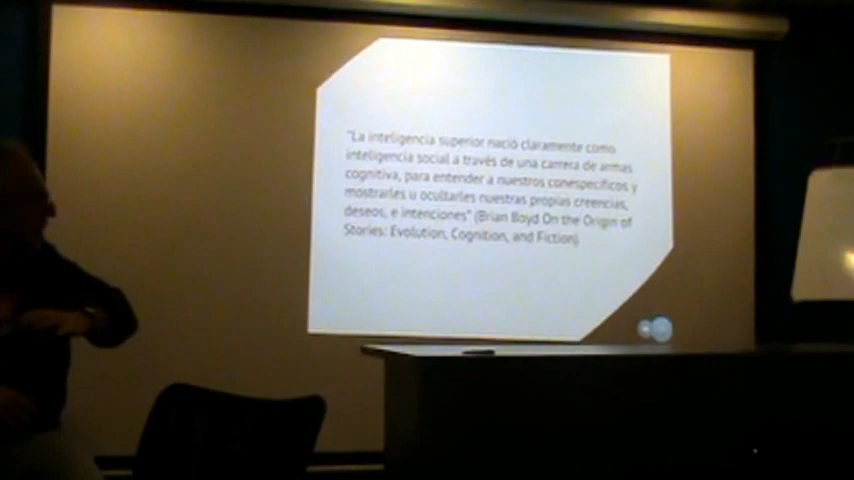 "La inteligencia superior nació claramente como
inteligencia social a través de una carrera de armas
cognitiva, para entender a nuestros conespecíficos y
mostrarles u ocultarles nuestras propias creencias,
deseos, e intenciones" (Brian Boyd On the Origin of
Stories: Evolution, Cognition, and Fiction)